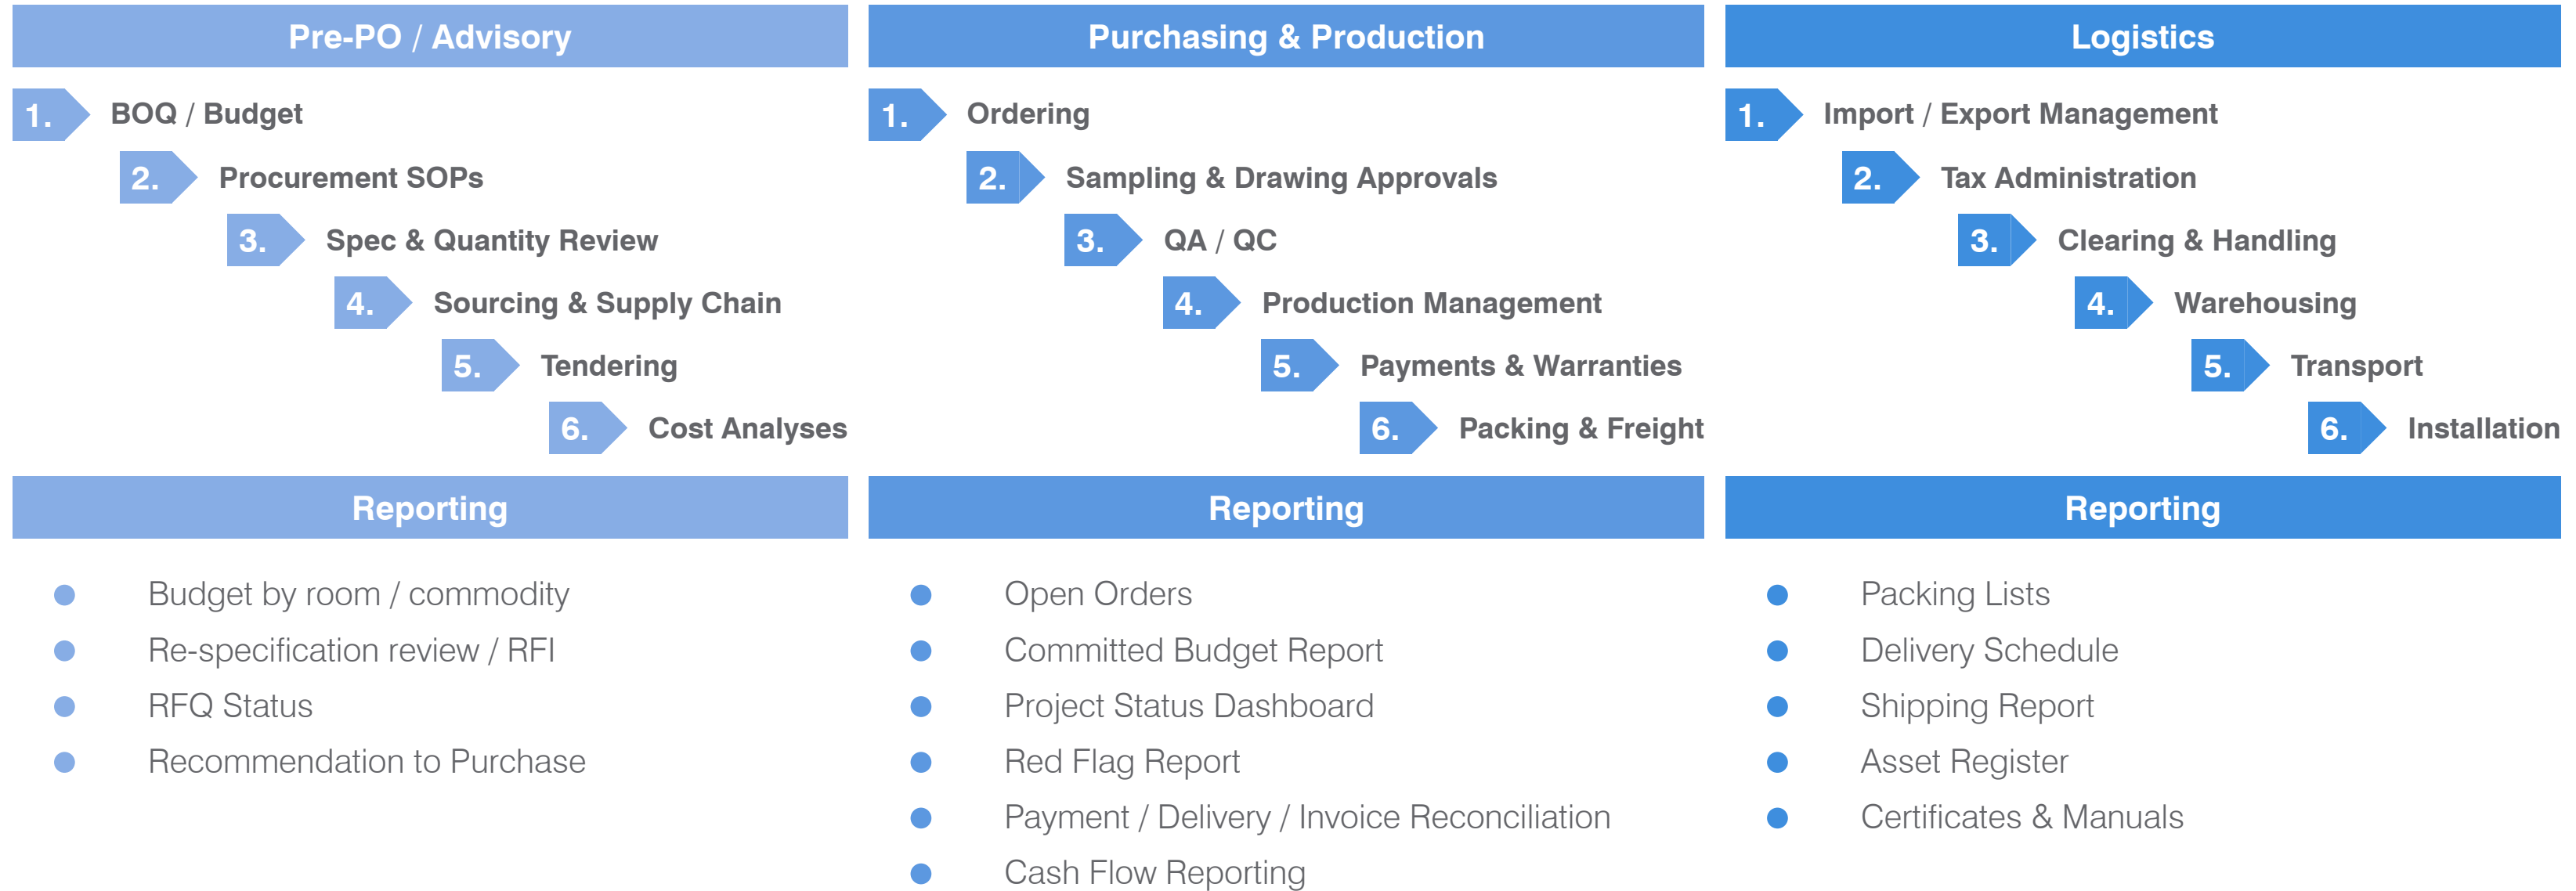 Pre-PO / Advisory
1. BOQ / Budget
2. Procurement SOPs
3. Spec & Quantity Review
4. Sourcing & Supply Chain
5. Tendering
6. Cost Analyses
Reporting
Budget by room / commodity
Re-specification review / RFI
RFQ Status
Recommendation to Purchase
Purchasing & Production
1. Ordering
2. Sampling & Drawing Approvals
3. QA / QC
4. Production Management
5. Payments & Warranties
6. Packing & Freight
Reporting
Open Orders
Committed Budget Report
Project Status Dashboard
Red Flag Report
Payment / Delivery / Invoice Reconciliation
Cash Flow Reporting
Logistics
1. Import / Export Management
2. Tax Administration
3. Clearing & Handling
4. Warehousing
5. Transport
6. Installation
Reporting
Packing Lists
Delivery Schedule
Shipping Report
Asset Register
Certificates & Manuals